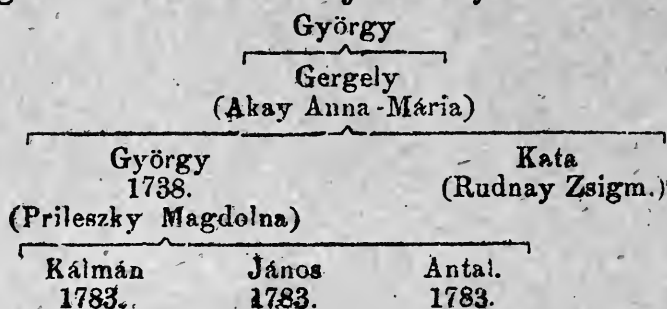 György
Gergely
(Akay Anna-Mária)
György Kata
1738. (Rudnay Zsigm.)
(Prileszky Magdolna)
Kálmán János Antal.
1783. 1783. 1783.